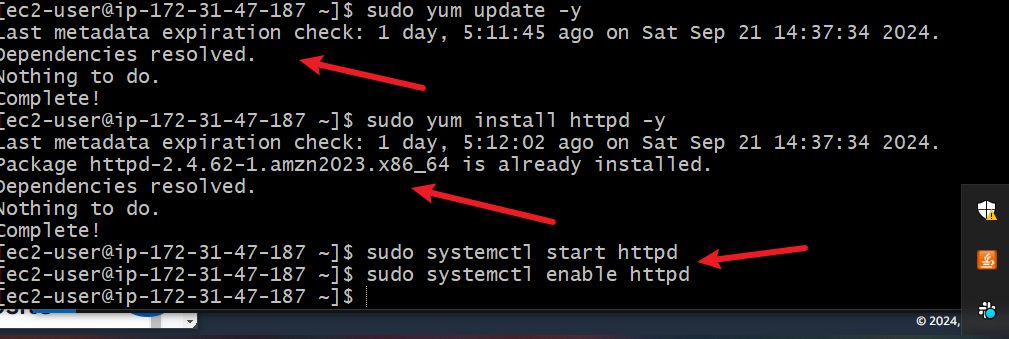 [ec2-user@ip-172-31-47-187 ~]$ sudo yum update -y
Last metadata expiration check: 1 day, 5:11:45 ago on Sat Sep 21 14:37:34 2024.
Dependencies resolved.
Nothing to do.
Complete!
[ec2-user@ip-172-31-47-187 ~]$ sudo yum install httpd -y
Last metadata expiration check: 1 day, 5:12:02 ago on Sat Sep 21 14:37:34 2024.
Package httpd-2.4.62-1.amzn2023.x86_64 is already installed.
Dependencies resolved.
Nothing to do.
Complete!
[ec2-user@ip-172-31-47-187 ~]$ sudo systemctl start httpd
[ec2-user@ip-172-31-47-187 ~]$ sudo systemctl enable httpd
[ec2-user@ip-172-31-47-187 ~]$
© 2024,